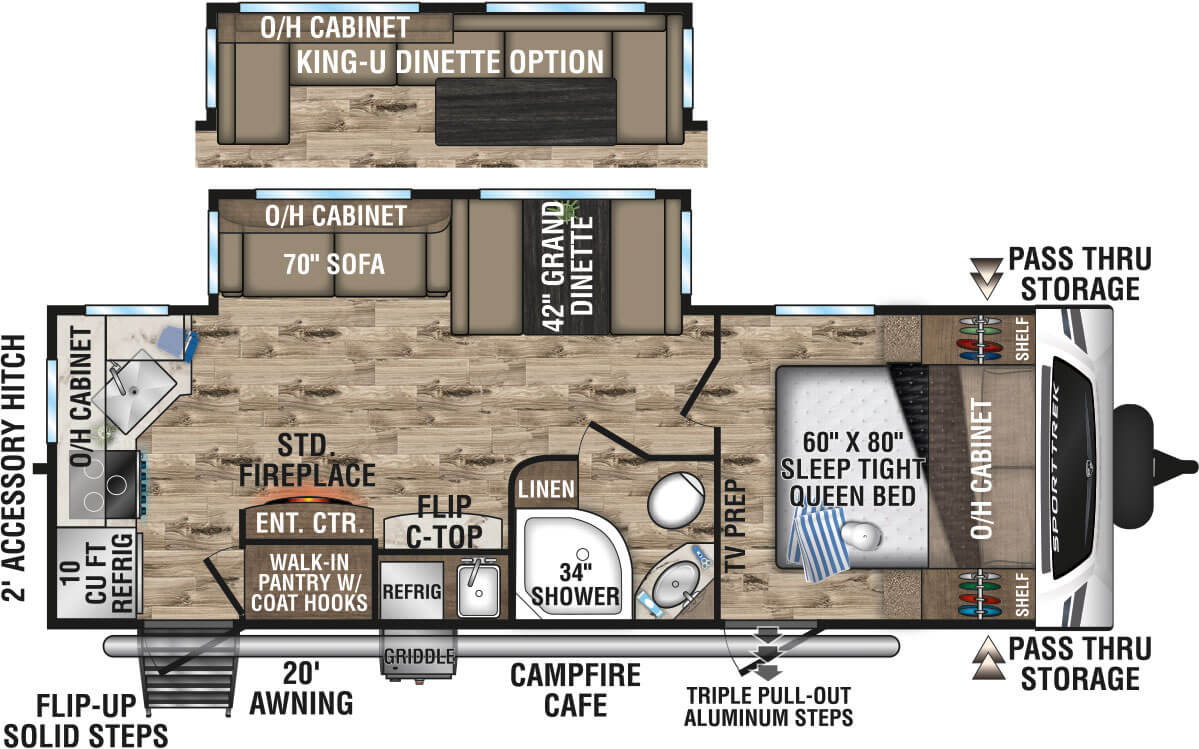 O/H CABINET
KING-U DINETTE OPTION
O/H CABINET
70" SOFA
42" GRAND
DINETTE
PASS THRU
STORAGE
SHELF
2' ACCESSORY HITCH
O/H CABINET
STD.
FIREPLACE
ENT. CTR.
WALK-IN
PANTRY W/
COAT HOOKS
10
CU FT
REFRIG
FLIP
C-TOP
REFRIG
LINEN
34"
SHOWER
TV PREP
60" X 80"
SLEEP TIGHT
QUEEN BED
O/H CABINET
SPORTTREK
SHELF
PASS THRU
STORAGE
GRIDDLE
20'
AWNING
CAMPFIRE
CAFE
TRIPLE PULL-OUT
ALUMINUM STEPS
FLIP-UP
SOLID STEPS